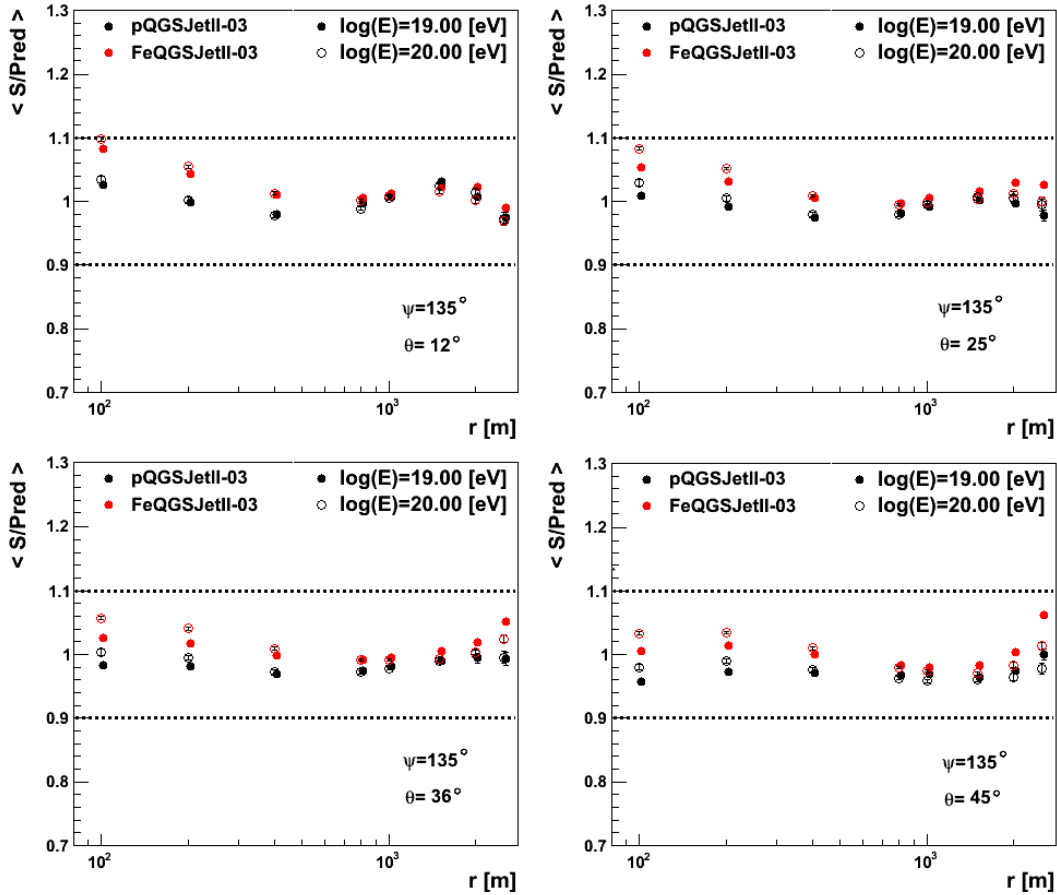 < S/Pred >
1.3
1.2
1.1
1
0.9
0.8
0.7
pQGSJetII-03
FeQGSJetII-03
log(E)=19.00 [eV]
log(E)=20.00 [eV]
ψ=135°
θ= 12°
10²
10³
r [m]
< S/Pred >
1.3
1.2
1.1
1
0.9
0.8
0.7
pQGSJetII-03
FeQGSJetII-03
log(E)=19.00 [eV]
log(E)=20.00 [eV]
ψ=135°
θ= 25°
10²
10³
r [m]
< S/Pred >
1.3
1.2
1.1
1
0.9
0.8
0.7
pQGSJetII-03
FeQGSJetII-03
log(E)=19.00 [eV]
log(E)=20.00 [eV]
ψ=135°
θ= 36°
10²
10³
r [m]
< S/Pred >
1.3
1.2
1.1
1
0.9
0.8
0.7
pQGSJetII-03
FeQGSJetII-03
log(E)=19.00 [eV]
log(E)=20.00 [eV]
ψ=135°
θ= 45°
10²
10³
r [m]